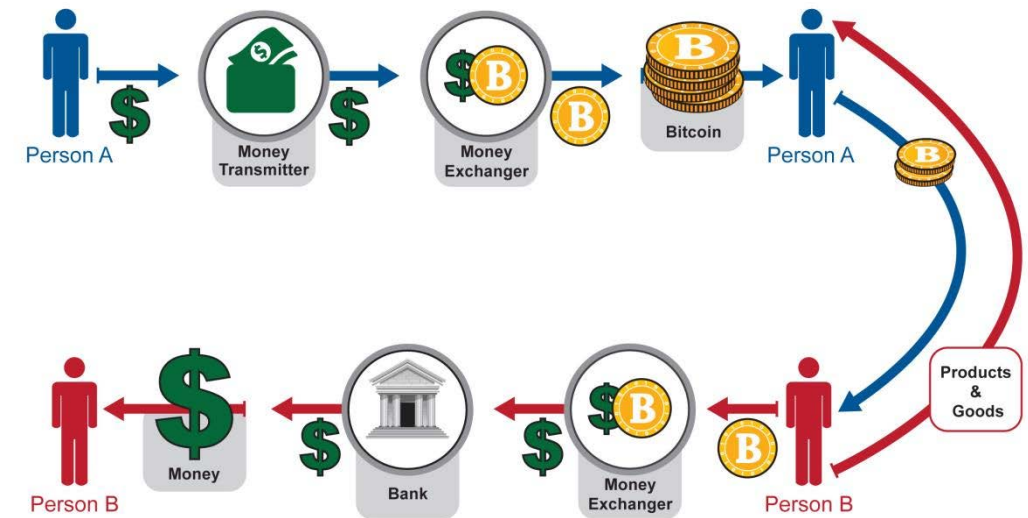 $
$
$
$
B
B
B
B
B
Person A
Money
Transmitter
Money
Exchanger
Bitcoin
Person A
Products
&
Goods
$
$
$
$
B
B
Person B
Money
Bank
Money
Exchanger
Person B